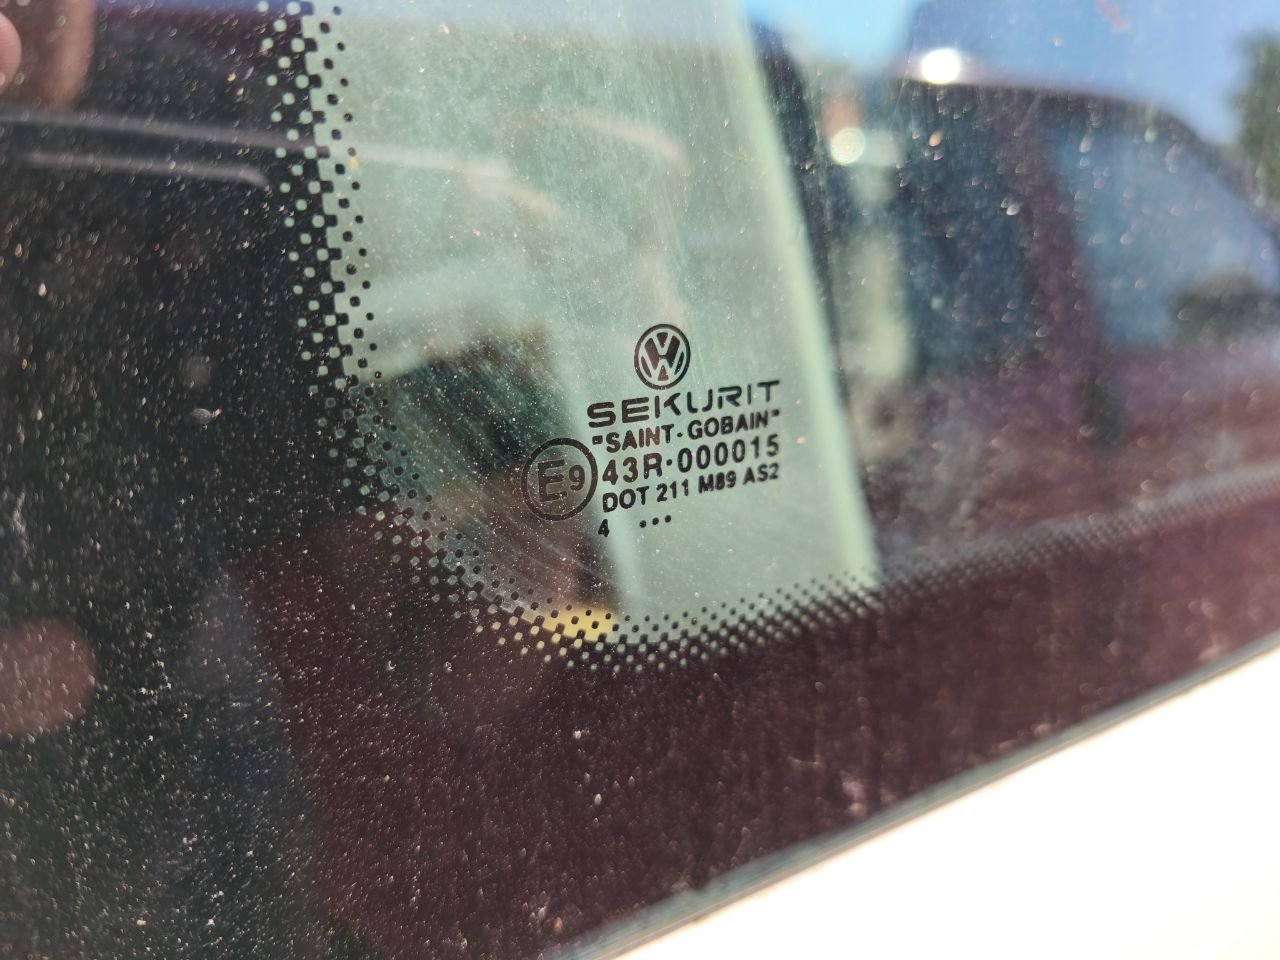 SEKURIT
"SAINT-GOBAIN"
E9 43R-000015
DOT 211 M89 AS2
4 ...